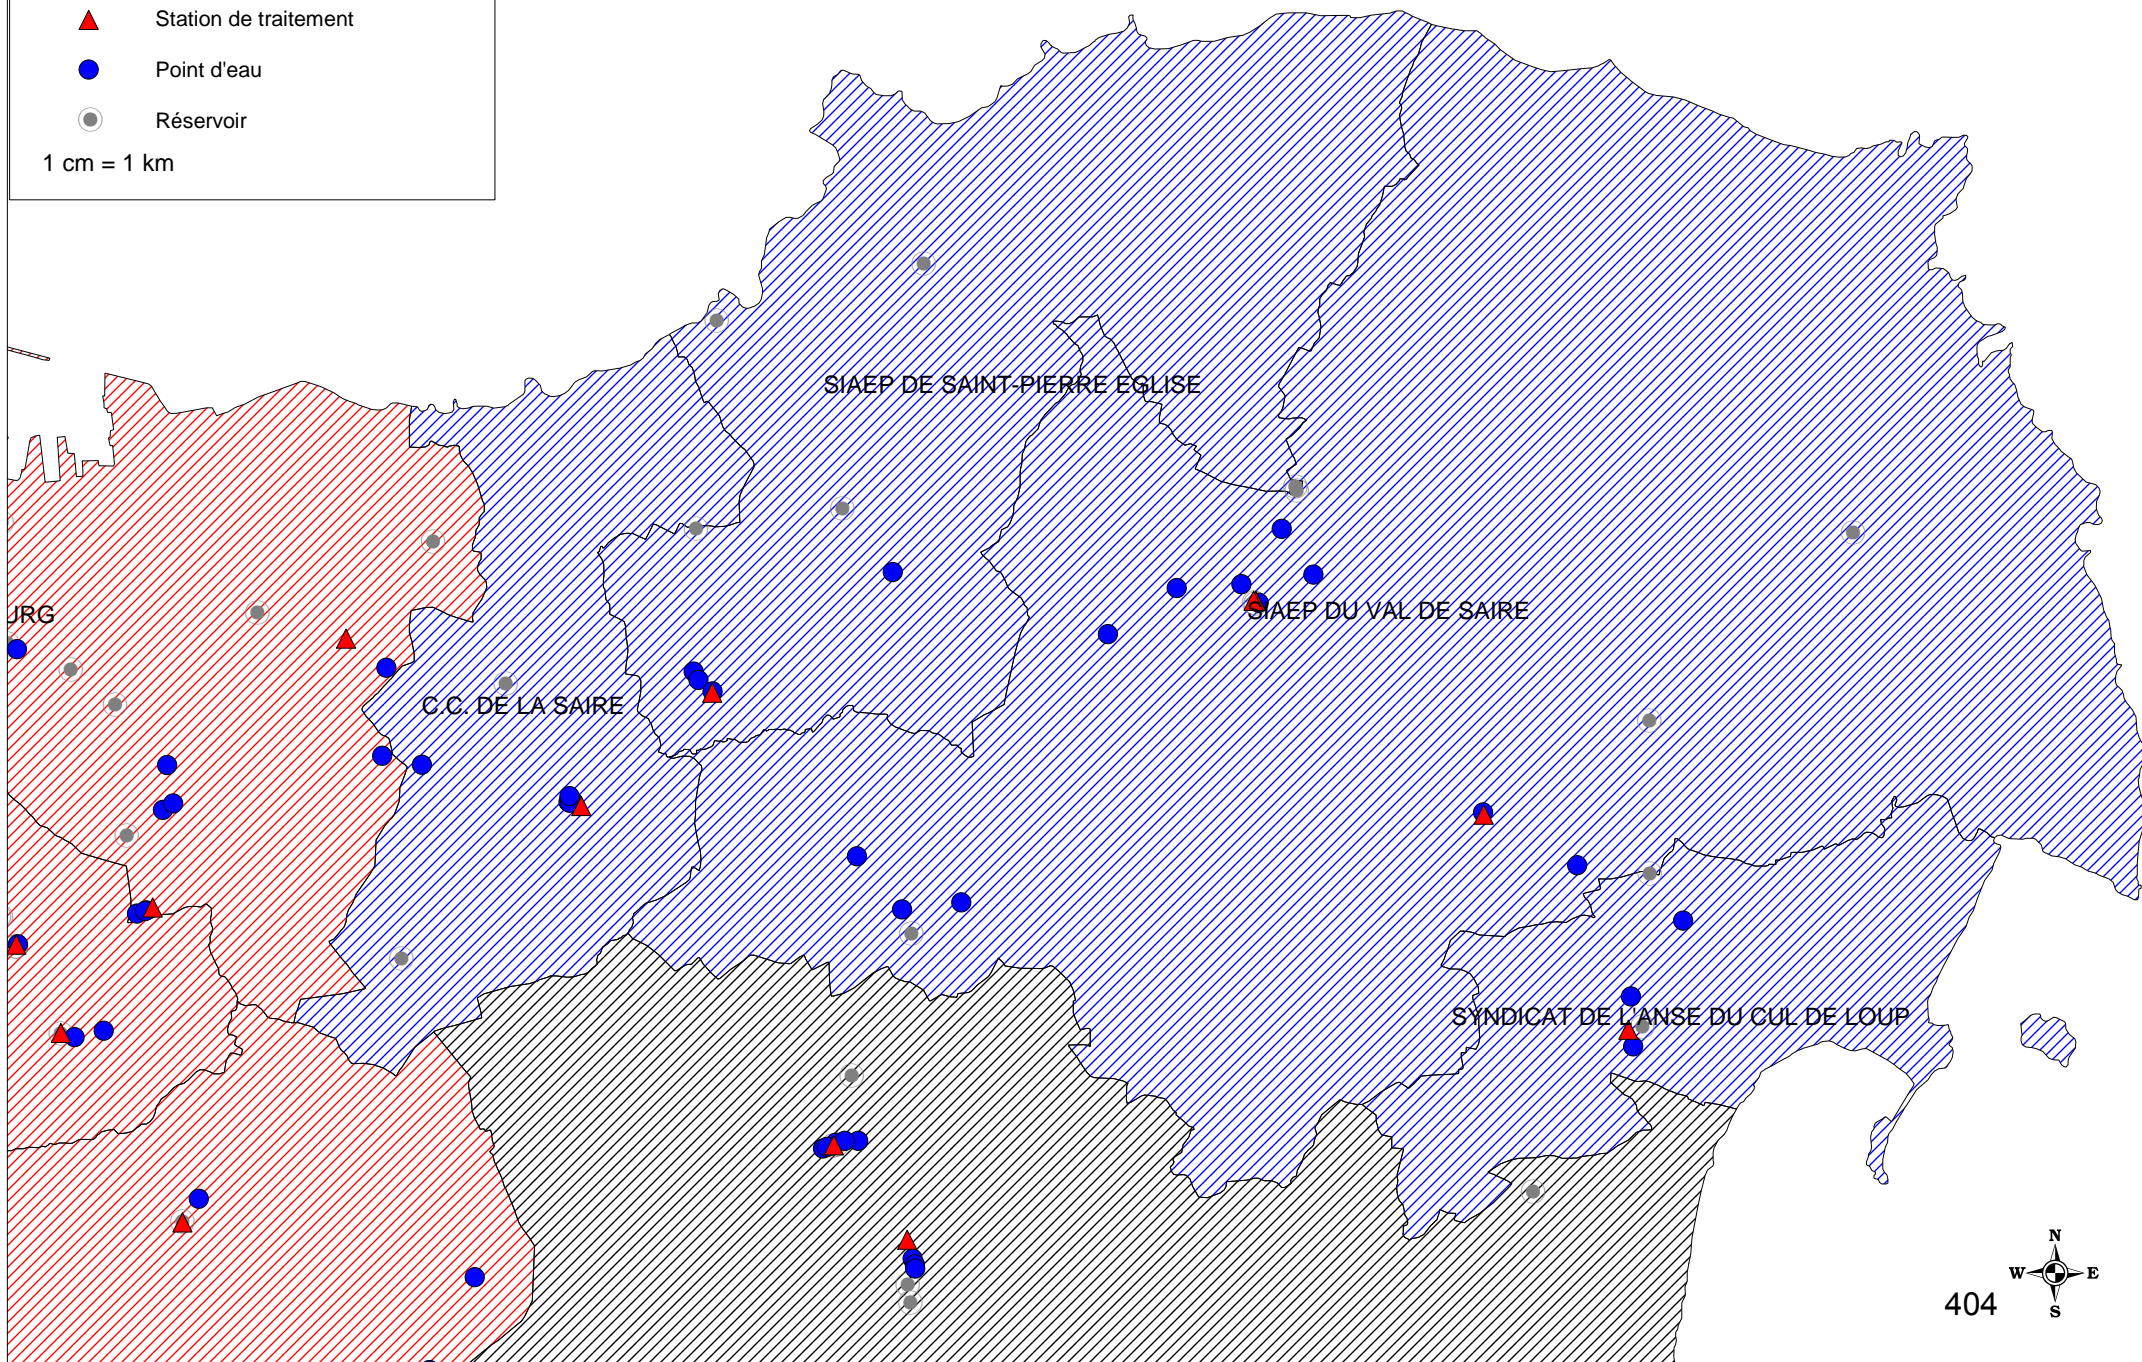 Station de traitement
Point d'eau
Réservoir
1 cm = 1 km
SIAEP DE SAINT-PIERRE EGLISE
URG
SIAEP DU VAL DE SAIRE
C.C. DE LA SAIRE
SYNDICAT DE L'ANSE DU CUL DE LOUP
N
W E
S
404